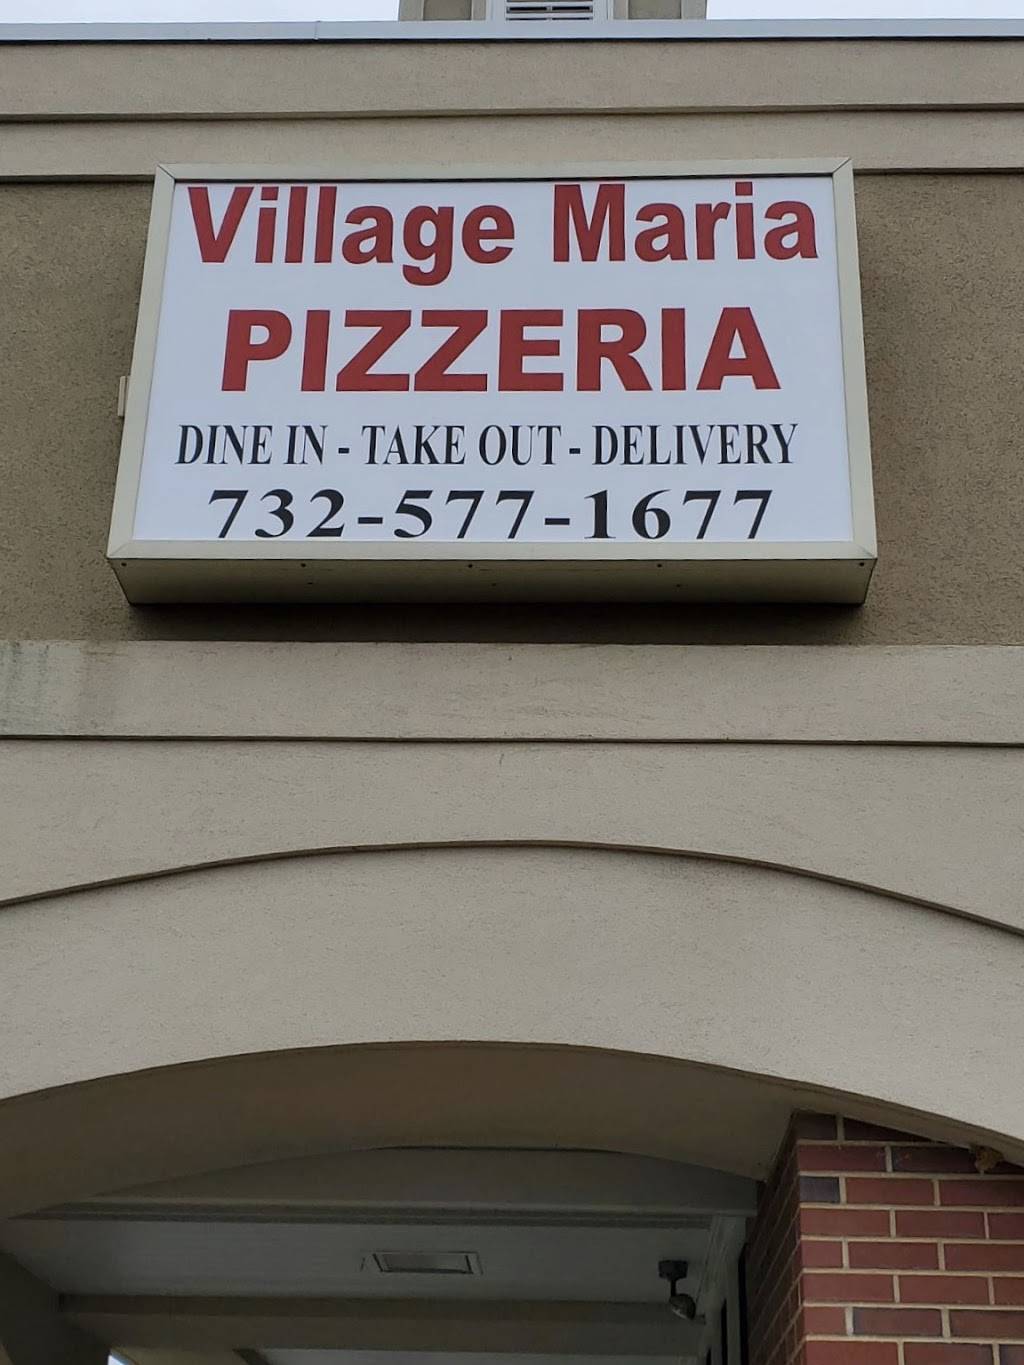 Village Maria
PIZZERIA
DINE IN - TAKE OUT - DELIVERY
732-577-1677